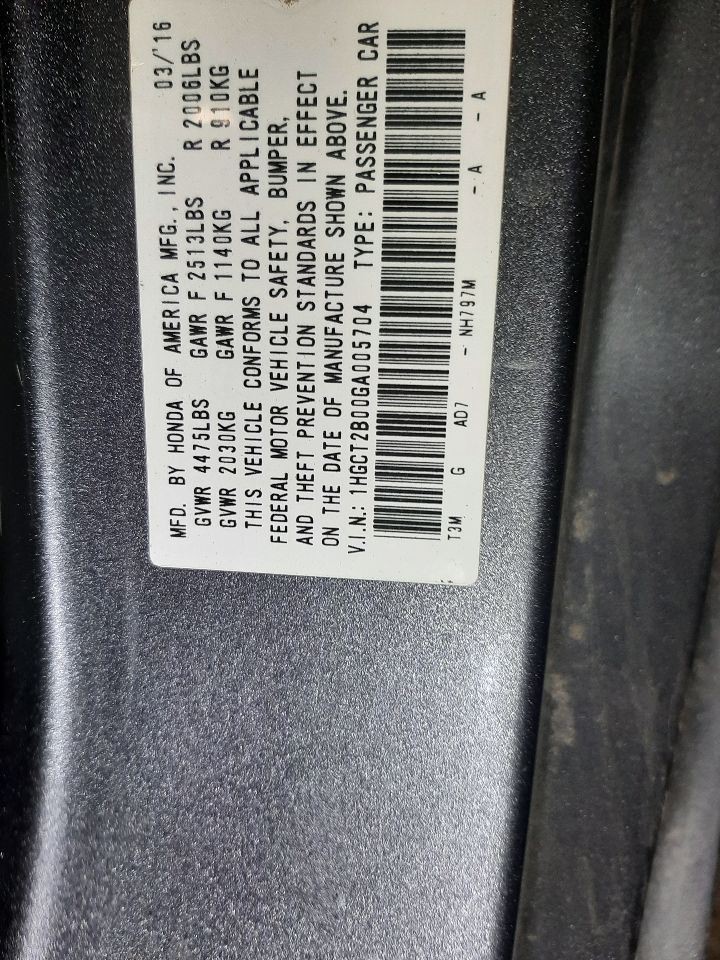 MFD. BY HONDA OF AMERICA MFG., INC. 03/'16
GVWR 4475LBS GAWR F 2513LBS R 2006LBS
GVWR 2030KG GAWR F 1140KG R 910KG
THIS VEHICLE CONFORMS TO ALL APPLICABLE
FEDERAL MOTOR VEHICLE SAFETY, BUMPER,
AND THEFT PREVENTION STANDARDS IN EFFECT
ON THE DATE OF MANUFACTURE SHOWN ABOVE.
V.I.N.: 1HGCT2B00GA005704 TYPE: PASSENGER CAR
T3M G AD7 - NH797M - A - A